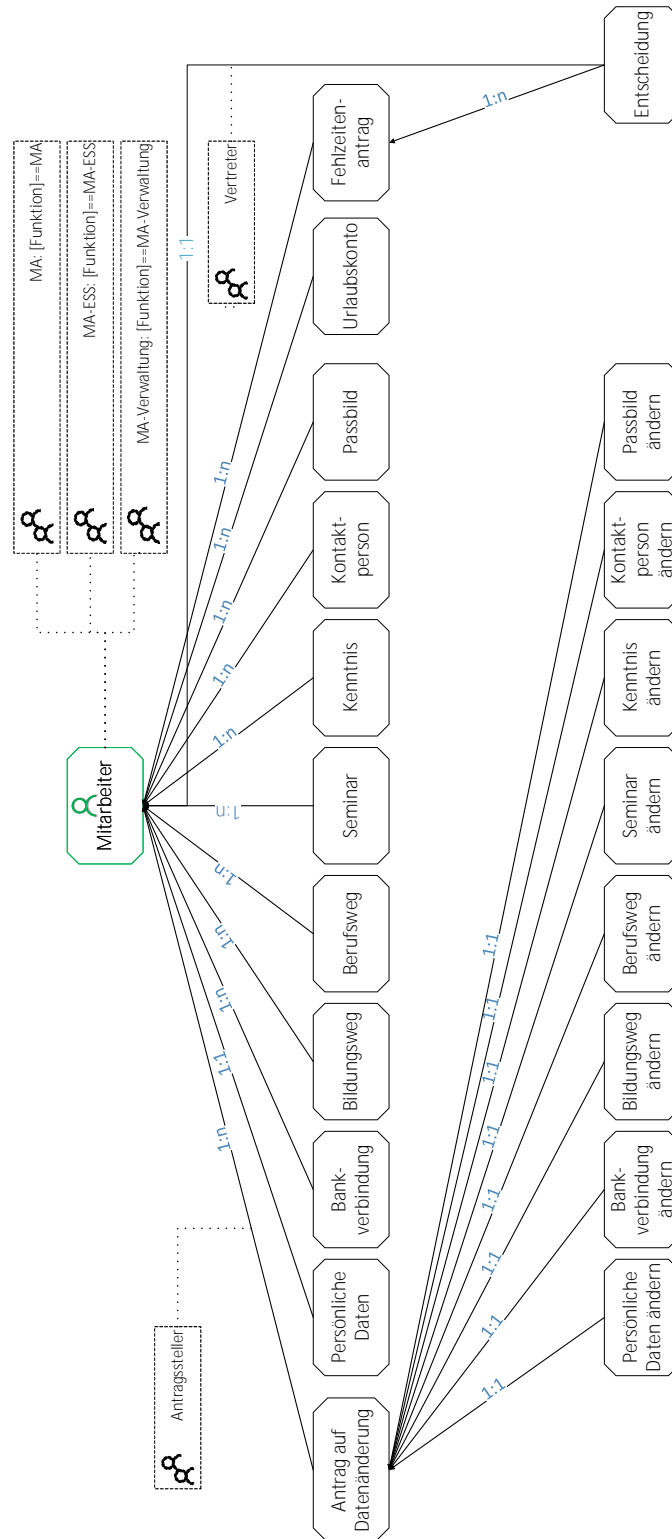 MA: [Funktion]==MA
MA-ESS: [Funktion]==MA-ESS
MA-Verwaltung: [Funktion]==MA-Verwaltung
Mitarbeiter
1:1
Antragssteller
Vertreter
1:n
1:1
1:n
1:n
1:n
1:n
1:n
1:n
1:n
1:n
1:n
Antrag auf
Datenänderung
Persönliche
Daten
Bank-
verbindung
Bildungsweg
Berufsweg
Seminar
Kenntnis
Kontakt-
person
Passbild
Urlaubskonto
Fehlzeiten-
antrag
1:1
1:1
1:1
1:1
1:1
1:1
1:1
1:1
1:n
Persönliche
Daten ändern
Bank-
verbindung
ändern
Bildungsweg
ändern
Berufsweg
ändern
Seminar
ändern
Kenntnis
ändern
Kontakt-
person
ändern
Passbild
ändern
Entscheidung